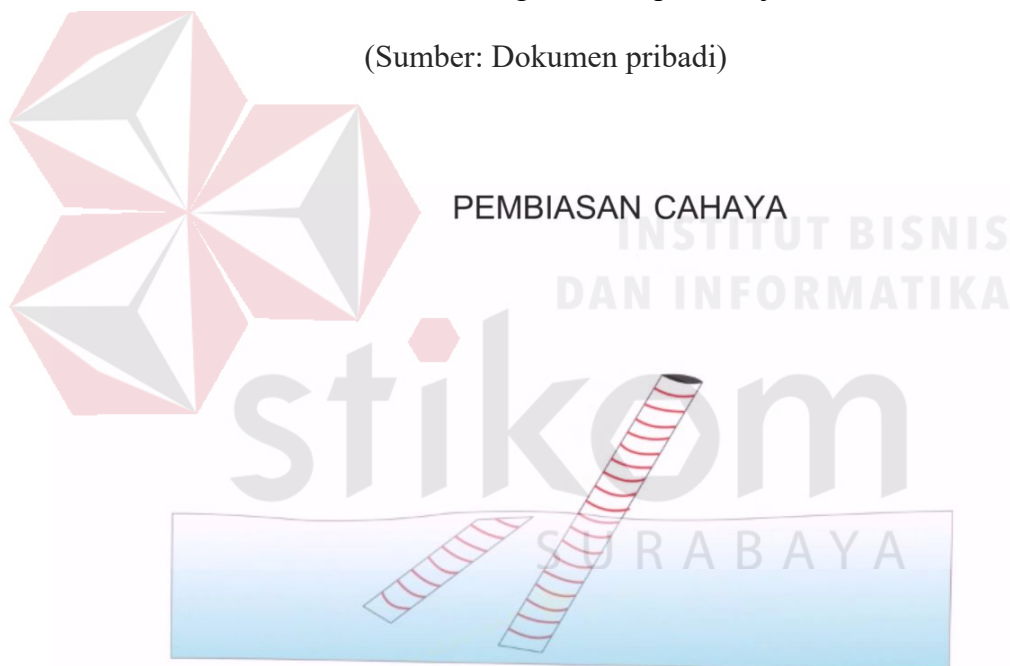 (Sumber: Dokumen pribadi)
PEMBIASAN CAHAYA
INSTITUT BISNIS
DAN INFORMATIKA
stikom
SURABAYA